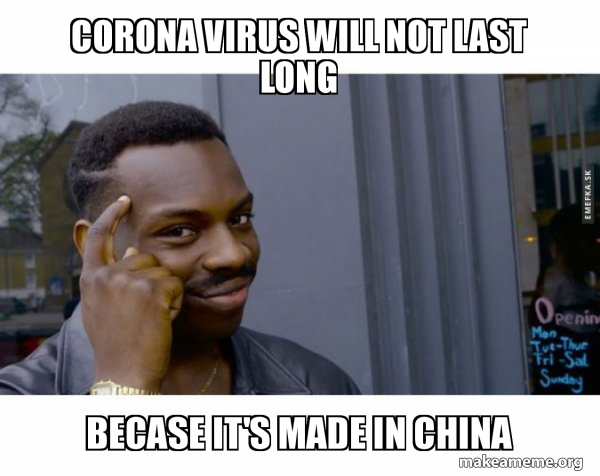 CORONA VIRUS WILL NOT LAST
LONG
EMEFKA.SK
Opening
Mon
Tue-Thur
Fri-Sat
Sunday
BECASE IT'S MADE IN CHINA
makeameme.org